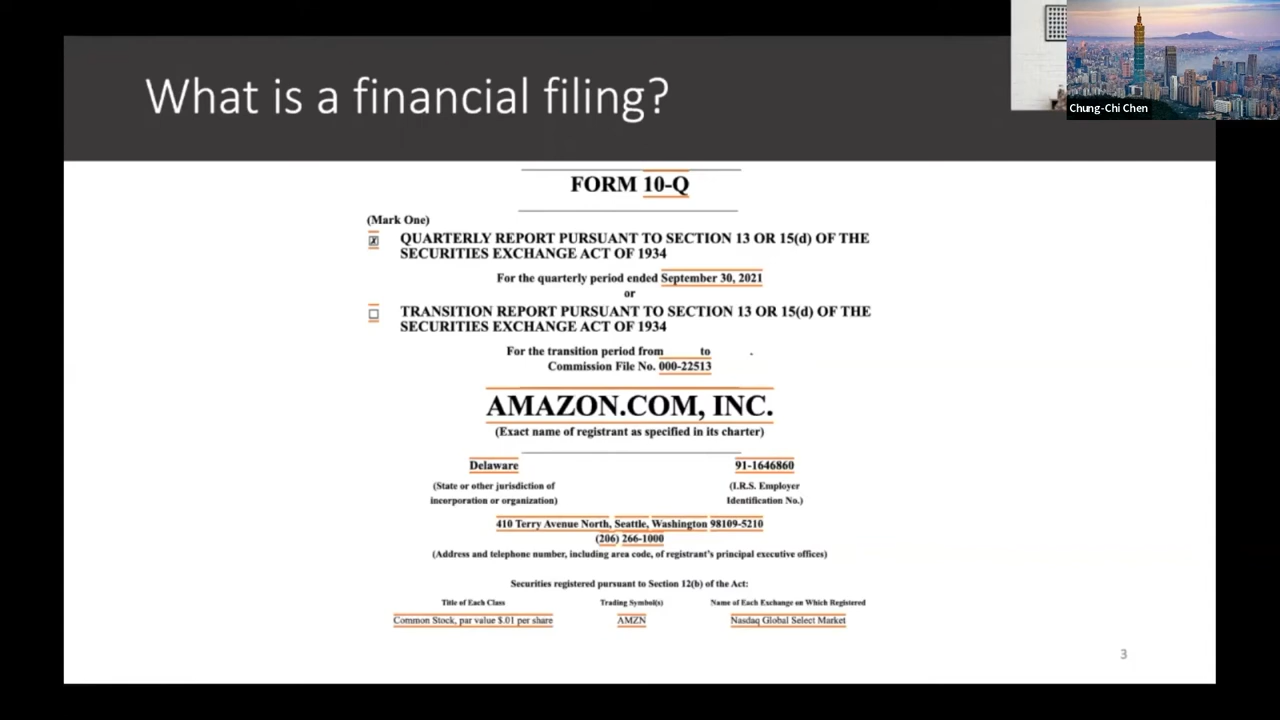 What is a financial filing?
Chung-Chi Chen
FORM 10-Q
(Mark One)
☒ QUARTERLY REPORT PURSUANT TO SECTION 13 OR 15(d) OF THE
SECURITIES EXCHANGE ACT OF 1934
For the quarterly period ended September 30, 2021
or
☐ TRANSITION REPORT PURSUANT TO SECTION 13 OR 15(d) OF THE
SECURITIES EXCHANGE ACT OF 1934
For the transition period from to .
Commission File No. 000-22513
AMAZON.COM, INC.
(Exact name of registrant as specified in its charter)
Delaware 91-1646860
(State or other jurisdiction of (I.R.S. Employer
incorporation or organization) Identification No.)
410 Terry Avenue North, Seattle, Washington 98109-5210
(206) 266-1000
(Address and telephone number, including area code, of registrant's principal executive offices)
Securities registered pursuant to Section 12(b) of the Act:
Title of Each Class Trading Symbol(s) Name of Each Exchange on Which Registered
Common Stock, par value $.01 per share AMZN Nasdaq Global Select Market
3